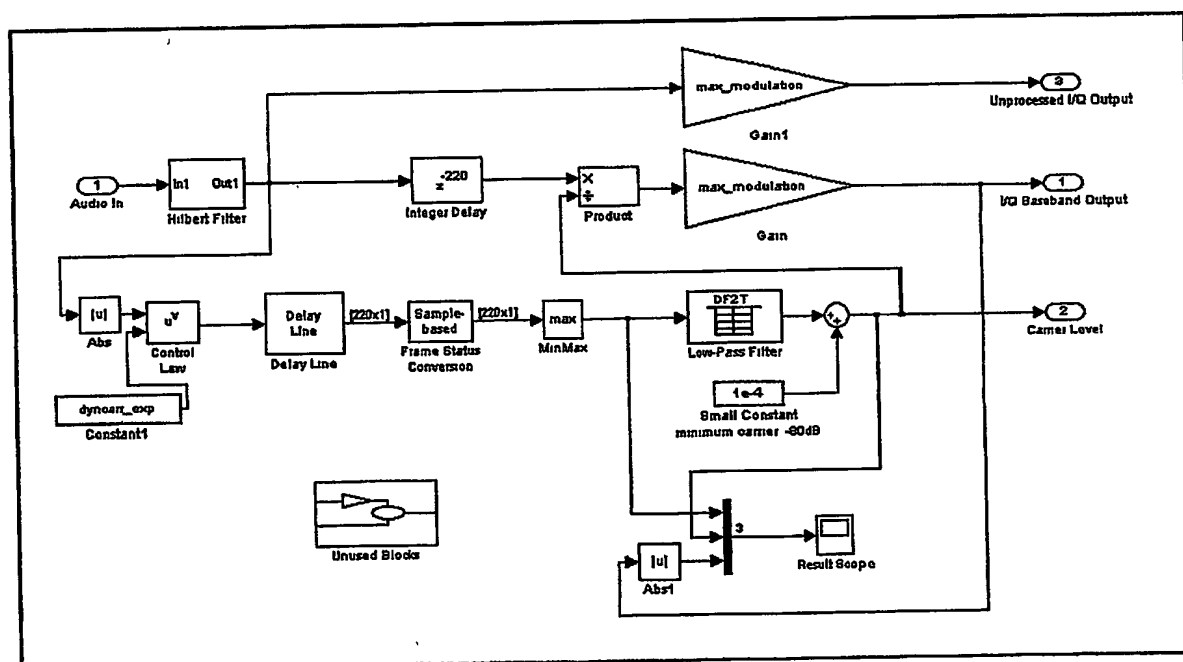 3
max_modulation
Unprocessed I/Q Output
Gain1
1
Audio In
In1 Out1
Hilbert Filter
z^-220
Integer Delay
×
÷
Product
max_modulation
Gain
1
I/Q Baseband Output
|u|
Abs
u^v
Control
Law
Delay
Line
Delay Line
[220x1]
Sample-
based
Frame Status
Conversion
[220x1]
max
MinMax
DF2T
Low-Pass Filter
++
2
Carrier Level
dyncarr_exp
Constant1
1e-4
Small Constant
minimum carrier -80dB
Unused Blocks
3
|u|
Abs1
Result Scope